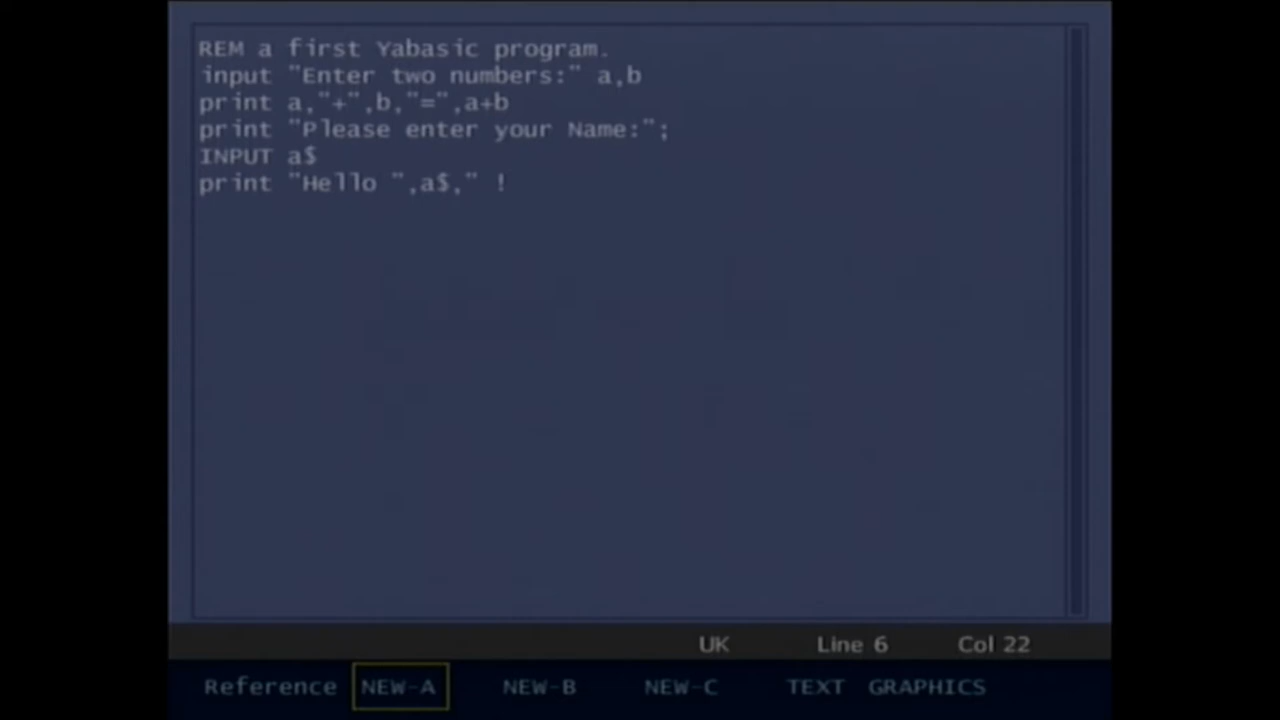 REM a first Yabasic program.
input "Enter two numbers:" a,b
print a,"+",b,"=",a+b
print "Please enter your Name:";
INPUT a$
print "Hello ",a$," !
UK Line 6 Col 22
Reference NEW-A NEW-B NEW-C TEXT GRAPHICS